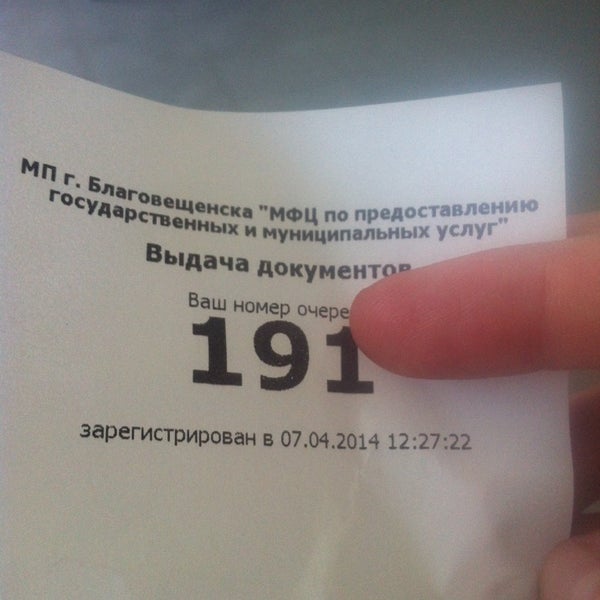 МП г. Благовещенска "МФЦ по предоставлению
государственных и муниципальных услуг"
Выдача документов
Ваш номер
191
зарегистрирован в 07.04.2014 12:27:22